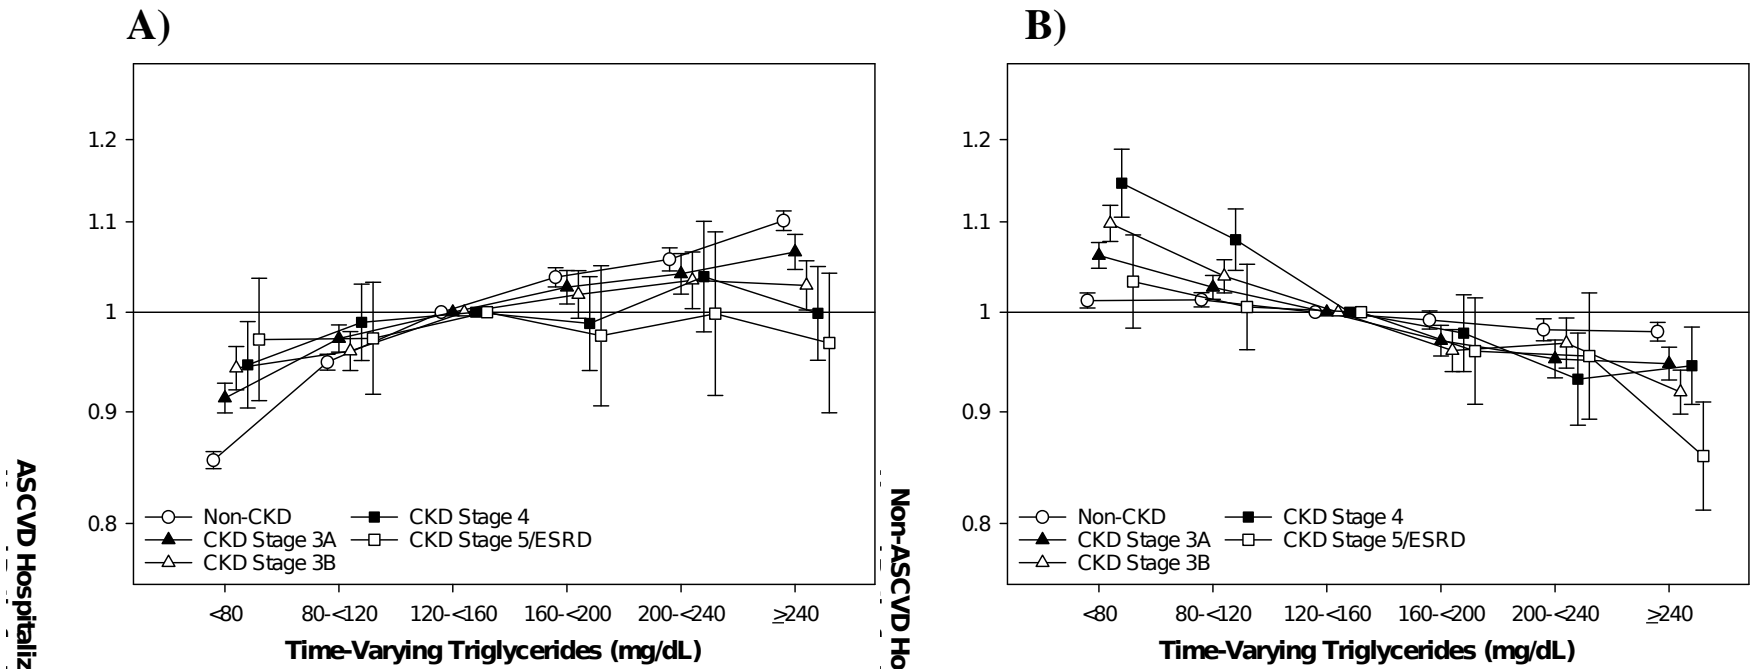 A)
1.2
1.1
1
0.9
0.8
Non-CKD
CKD Stage 3A
CKD Stage 3B
CKD Stage 4
CKD Stage 5/ESRD
<80
80-<120
120-<160
160-<200
200-<240
≥240
Time-Varying Triglycerides (mg/dL)
B)
1.2
1.1
1
0.9
0.8
Non-CKD
CKD Stage 3A
CKD Stage 3B
CKD Stage 4
CKD Stage 5/ESRD
<80
80-<120
120-<160
160-<200
200-<240
≥240
Time-Varying Triglycerides (mg/dL)
ASCVD
Non-ASCVD